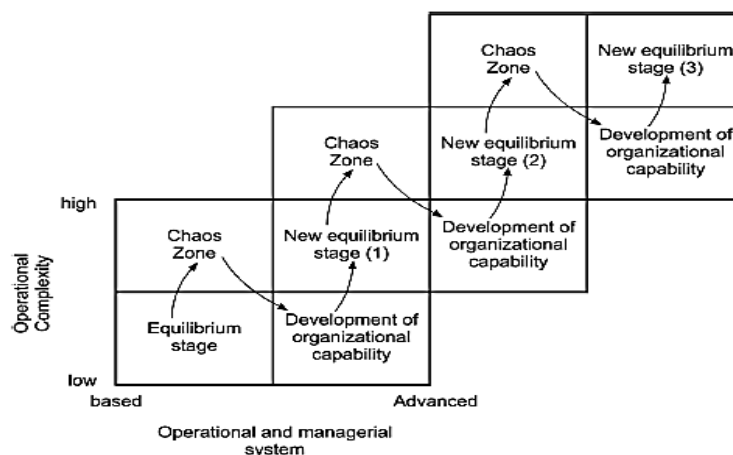 Chaos
Zone
New equilibrium
stage (3)
Chaos
Zone
New equilibrium
stage (2)
Development of
organizational
capability
high
Chaos
Zone
New equilibrium
stage (1)
Development of
organizational
capability
Operational
Complexity
Equilibrium
stage
Development of
organizational
capability
low
based
Advanced
Operational and managerial
system